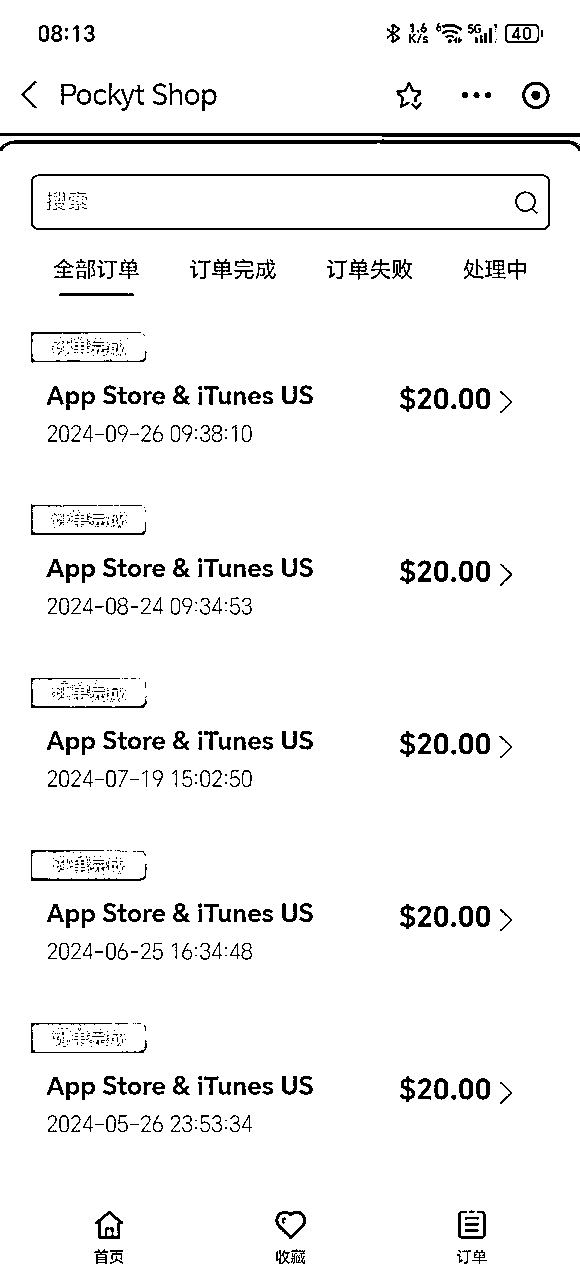 08:13 1.6 K/s 6 5G 40
Pockyt Shop
搜索
全部订单 订单完成 订单失败 处理中
订单完成
App Store & iTunes US $20.00
2024-09-26 09:38:10
订单完成
App Store & iTunes US $20.00
2024-08-24 09:34:53
订单完成
App Store & iTunes US $20.00
2024-07-19 15:02:50
订单完成
App Store & iTunes US $20.00
2024-06-25 16:34:48
订单完成
App Store & iTunes US $20.00
2024-05-26 23:53:34
首页 收藏 订单